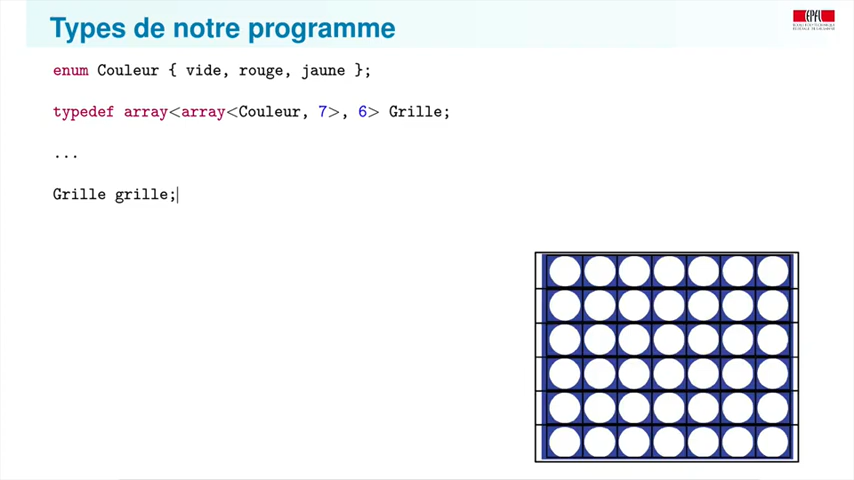 Types de notre programme
EPFL
enum Couleur { vide, rouge, jaune };
typedef array<array<Couleur, 7>, 6> Grille;
...
Grille grille;